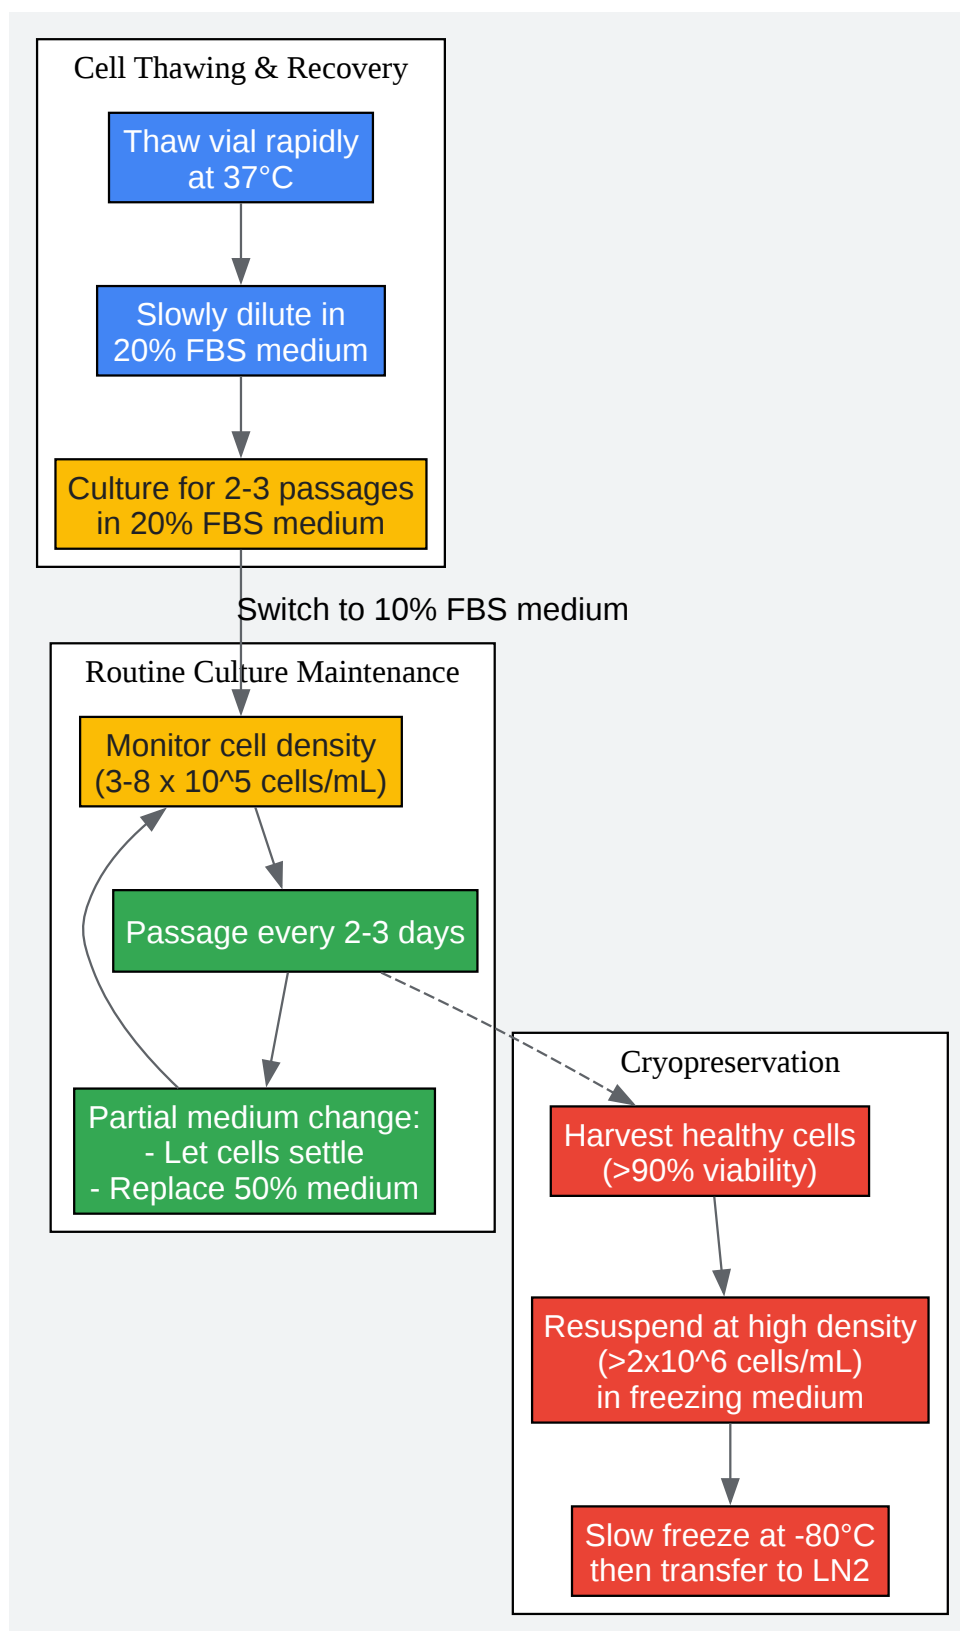 Cell Thawing & Recovery
Thaw vial rapidly
at 37°C
Slowly dilute in
20% FBS medium
Culture for 2-3 passages
in 20% FBS medium
Switch to 10% FBS medium
Routine Culture Maintenance
Monitor cell density
(3-8 x 10^5 cells/mL)
Passage every 2-3 days
Partial medium change:
- Let cells settle
- Replace 50% medium
Cryopreservation
Harvest healthy cells
(>90% viability)
Resuspend at high density
(>2x10^6 cells/mL)
in freezing medium
Slow freeze at -80°C
then transfer to LN2